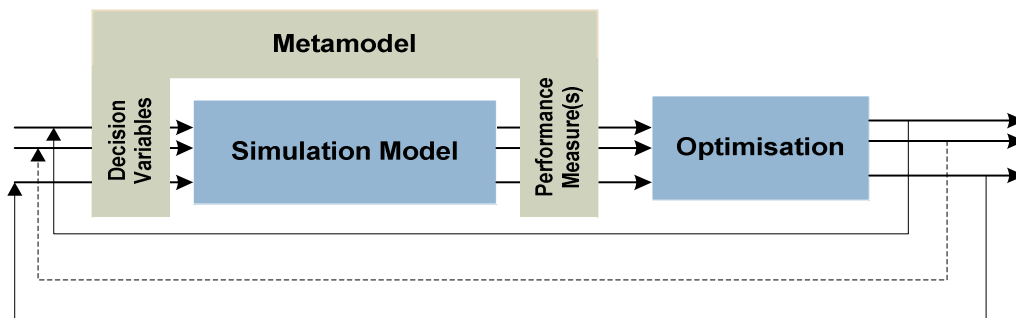 Metamodel
Decision
Variables
Simulation Model
Performance
Measure(s)
Optimisation